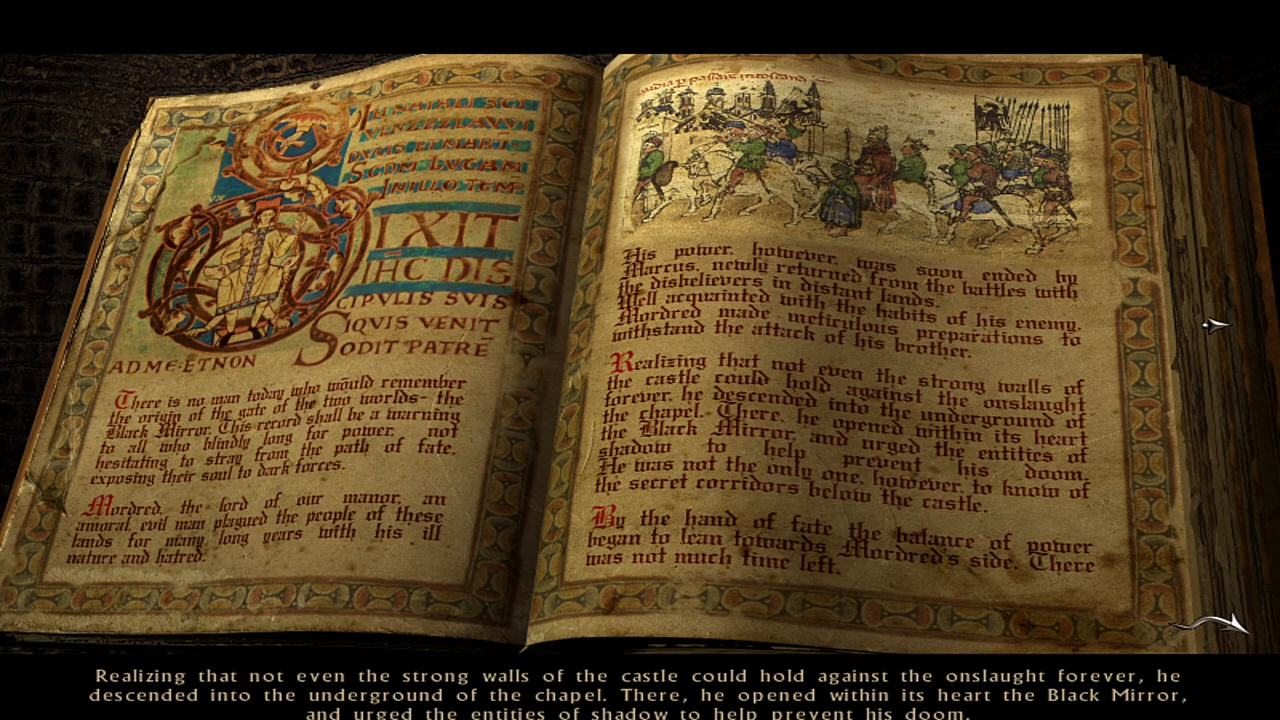 IXIT
IHC DIS
CIPVLIS SVIS
SIQVIS VENIT
ADME·ET NON SODIT PATRĒ
There is no man today who would remember
the origin of the gate of the two worlds- the
Black Mirror. This record shall be a warning
to all who blindly long for power, not
hesitating to stray from the path of fate,
exposing their soul to dark forces.
Mordred, the lord of our manor, an
amoral, evil man plagued the people of these
lands for many long years with his ill
nature and hatred.
His power, however, was soon ended by
Marcus, newly returned from the battles with
the disbelievers in distant lands.
Well acquainted with the habits of his enemy,
Mordred made meticulous preparations to
withstand the attack of his brother.
Realizing that not even the strong walls of
the castle could hold against the onslaught
forever, he descended into the underground of
the chapel. There, he opened within its heart
the Black Mirror, and urged the entities of
shadow to help prevent his doom.
He was not the only one, however, to know of
the secret corridors below the castle.
By the hand of fate the balance of power
began to lean towards Mordred's side. There
was not much time left.
Realizing that not even the strong walls of the castle could hold against the onslaught forever, he
descended into the underground of the chapel. There, he opened within its heart the Black Mirror,
and urged the entities of shadow to help prevent his doom.